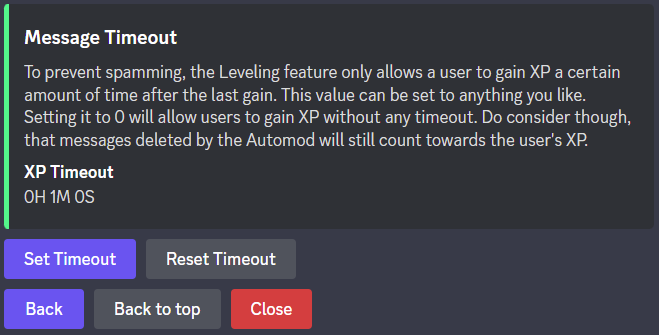 Message Timeout
To prevent spamming, the Leveling feature only allows a user to gain XP a certain
amount of time after the last gain. This value can be set to anything you like.
Setting it to 0 will allow users to gain XP without any timeout. Do consider though,
that messages deleted by the Automod will still count towards the user's XP.
XP Timeout
0H 1M 0S
Set Timeout Reset Timeout
Back Back to top Close